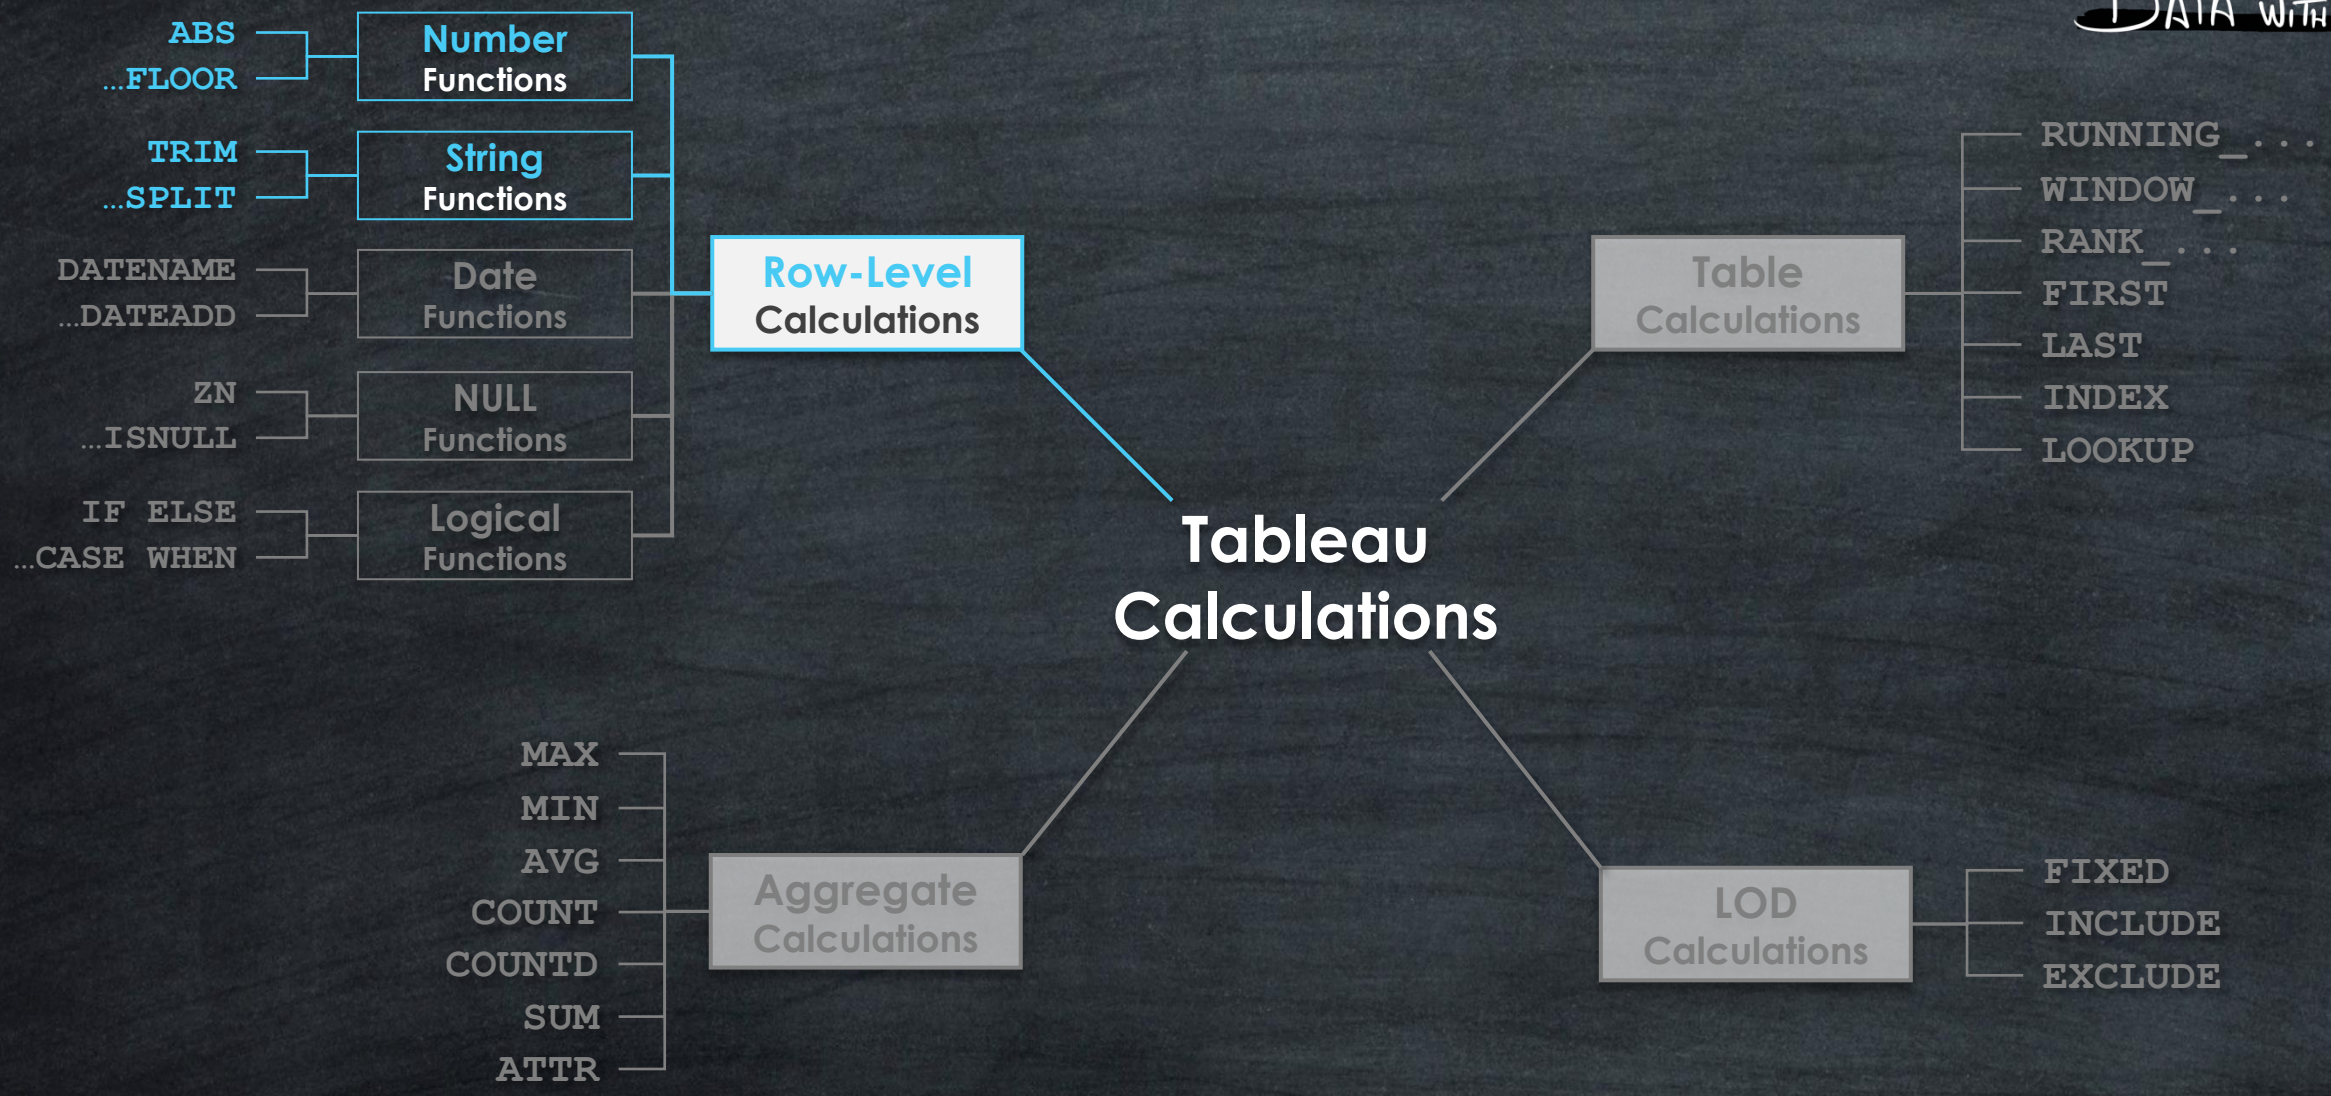 DATA WITH
ABS
...FLOOR
Number
Functions
TRIM
...SPLIT
String
Functions
DATENAME
...DATEADD
Date
Functions
ZN
...ISNULL
NULL
Functions
IF ELSE
...CASE WHEN
Logical
Functions
Row-Level
Calculations
Table
Calculations
RUNNING_...
WINDOW_...
RANK_...
FIRST
LAST
INDEX
LOOKUP
Tableau
Calculations
MAX
MIN
AVG
COUNT
COUNTD
SUM
ATTR
Aggregate
Calculations
LOD
Calculations
FIXED
INCLUDE
EXCLUDE